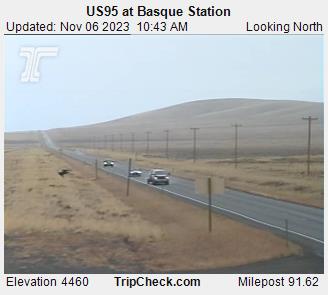 US95 at Basque Station
Updated: Nov 06 2023 10:43 AM Looking North
Elevation 4460 TripCheck.com Milepost 91.62